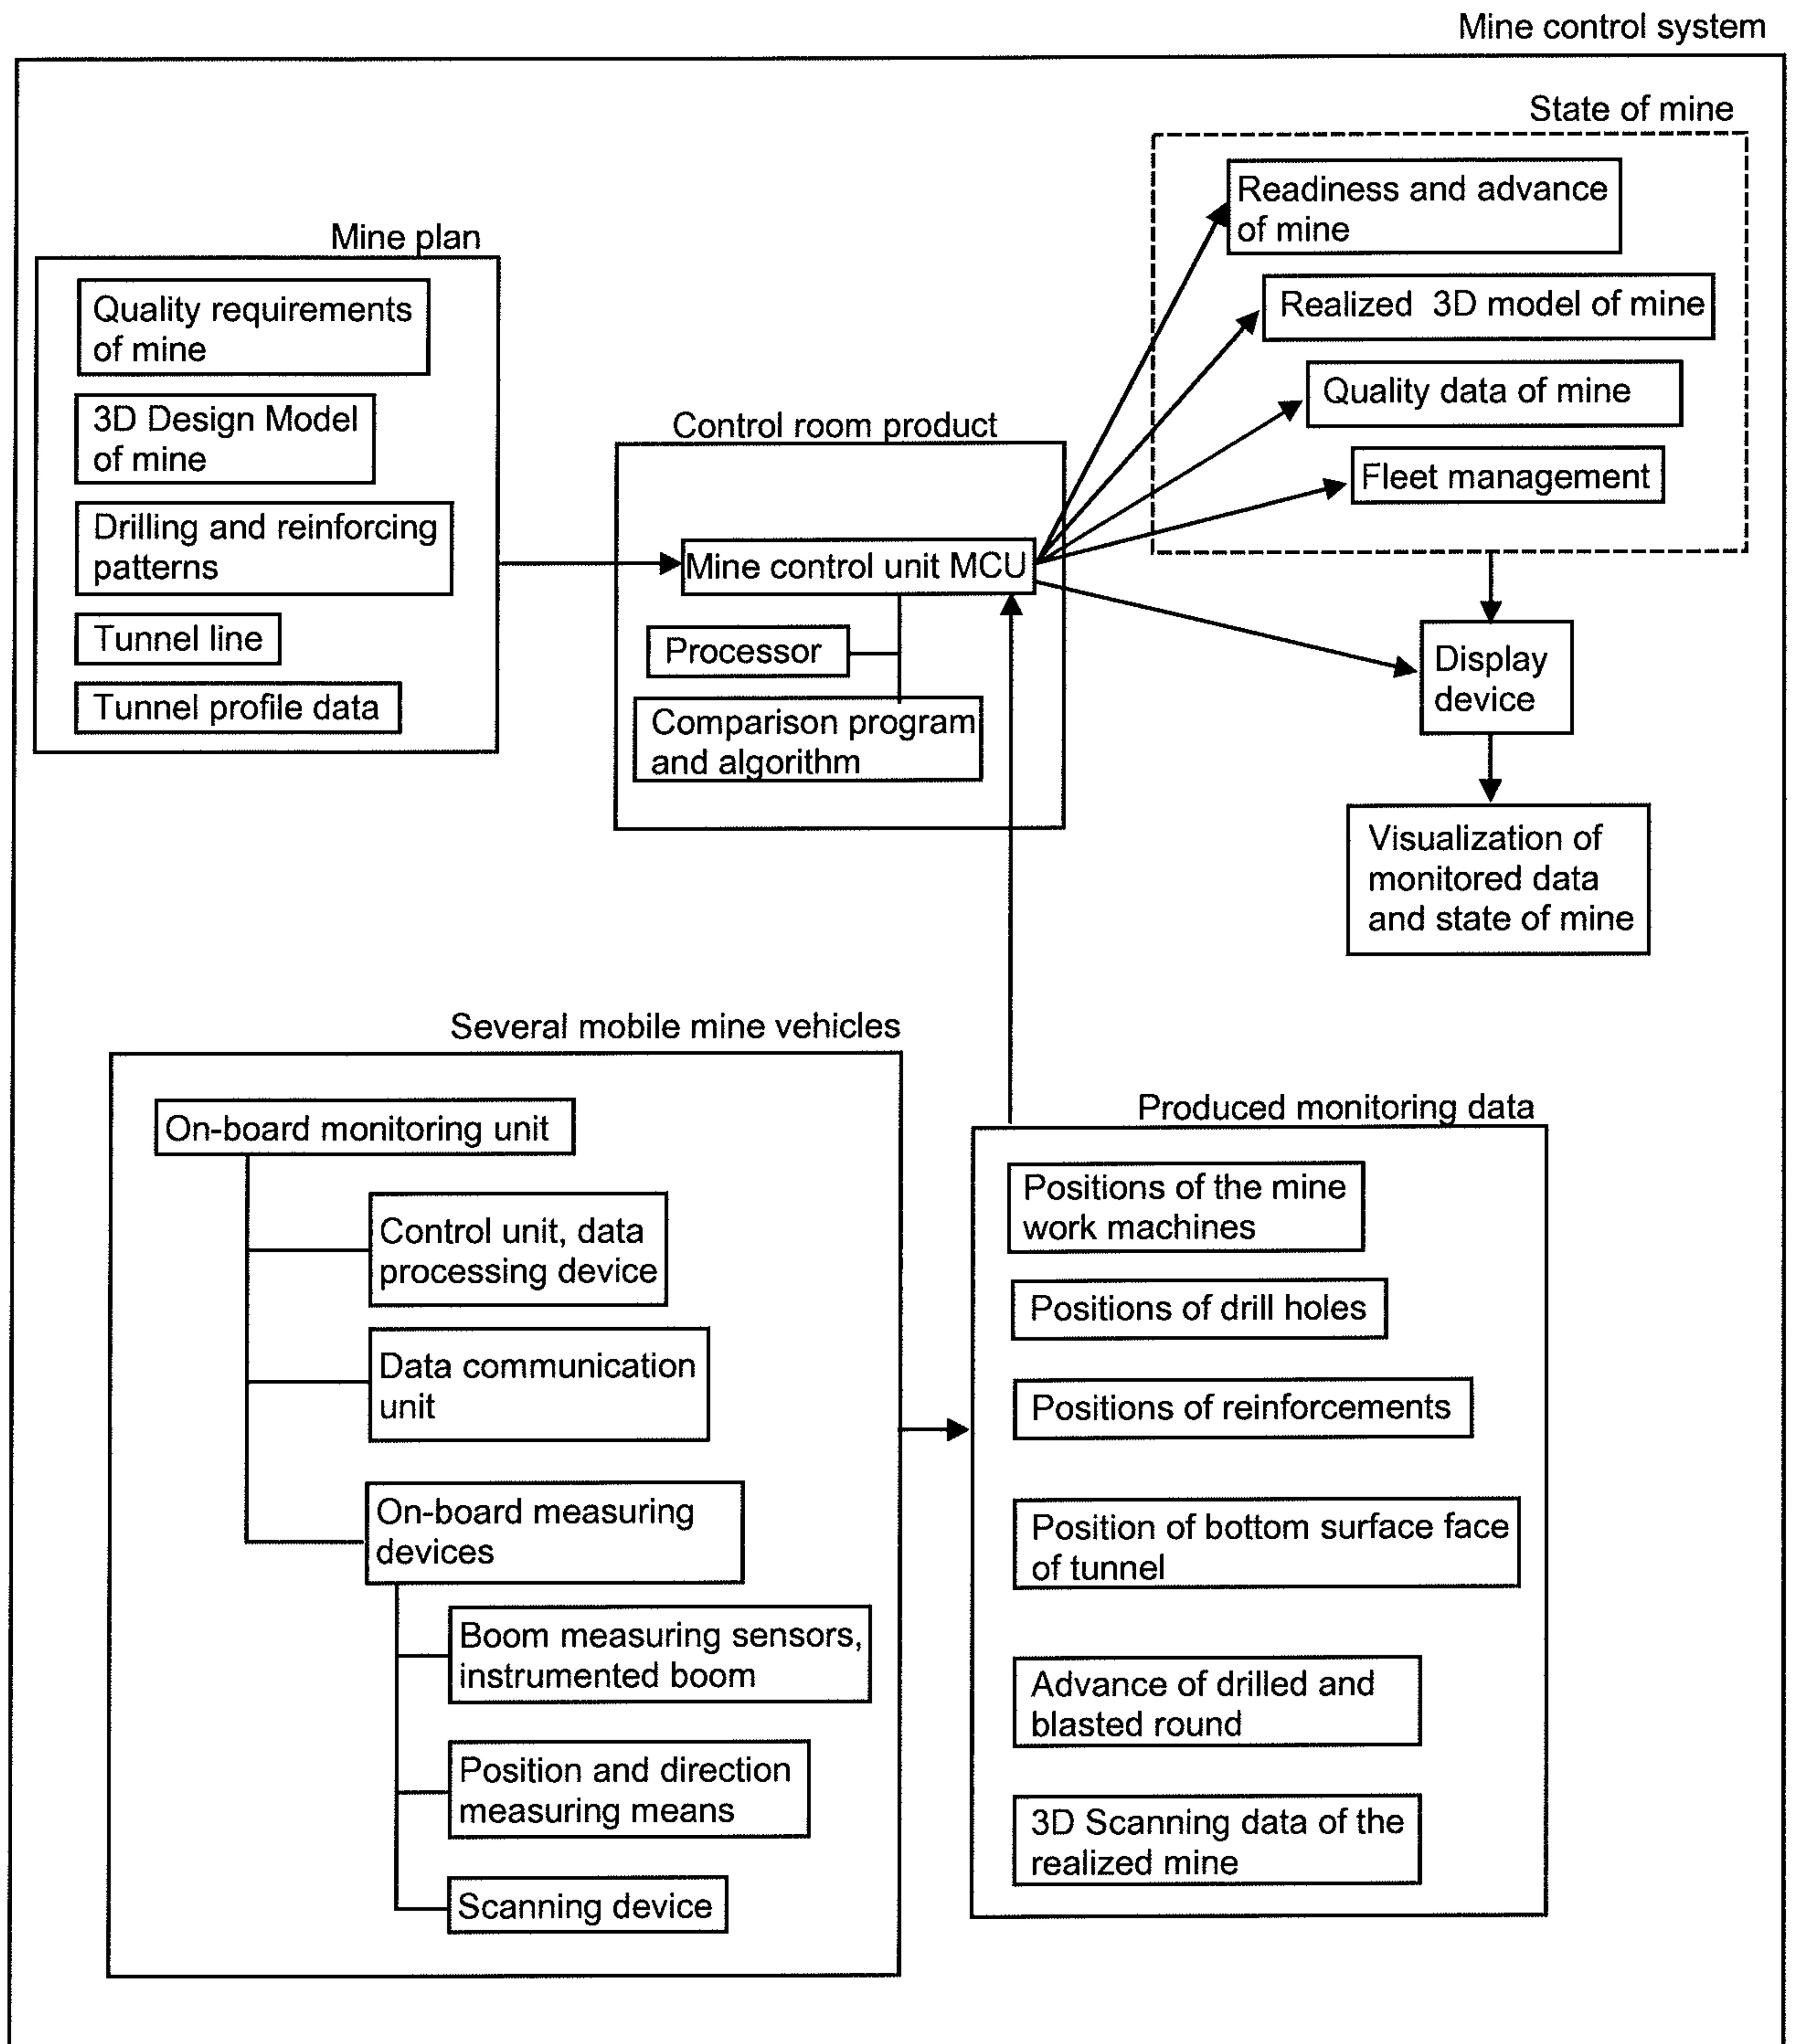 Mine control system
State of mine
Readiness and advance
of mine
Realized 3D model of mine
Quality data of mine
Fleet management
Mine plan
Quality requirements
of mine
3D Design Model
of mine
Drilling and reinforcing
patterns
Tunnel line
Tunnel profile data
Control room product
Mine control unit MCU
Processor
Comparison program
and algorithm
Display
device
Visualization of
monitored data
and state of mine
Several mobile mine vehicles
On-board monitoring unit
Control unit, data
processing device
Data communication
unit
On-board measuring
devices
Boom measuring sensors,
instrumented boom
Position and direction
measuring means
Scanning device
Produced monitoring data
Positions of the mine
work machines
Positions of drill holes
Positions of reinforcements
Position of bottom surface face
of tunnel
Advance of drilled and
blasted round
3D Scanning data of the
realized mine